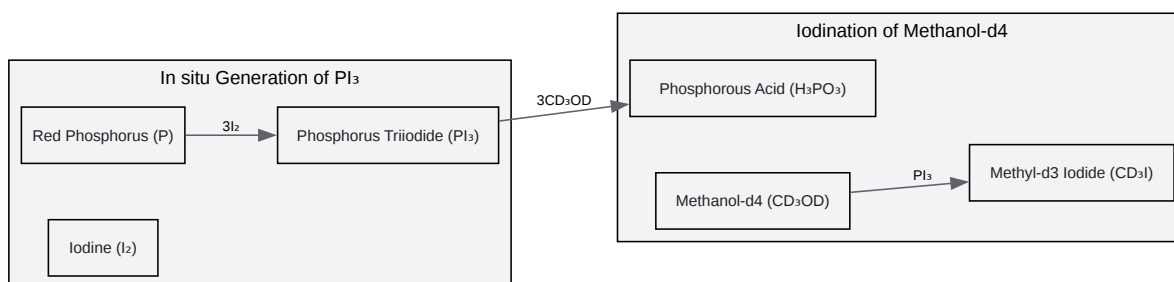 In situ Generation of PI₃
Red Phosphorus (P)
3I₂
Phosphorus Triiodide (PI₃)
Iodine (I₂)
3CD₃OD
Iodination of Methanol-d4
Phosphorous Acid (H₃PO₃)
Methanol-d4 (CD₃OD)
PI₃
Methyl-d3 Iodide (CD₃I)